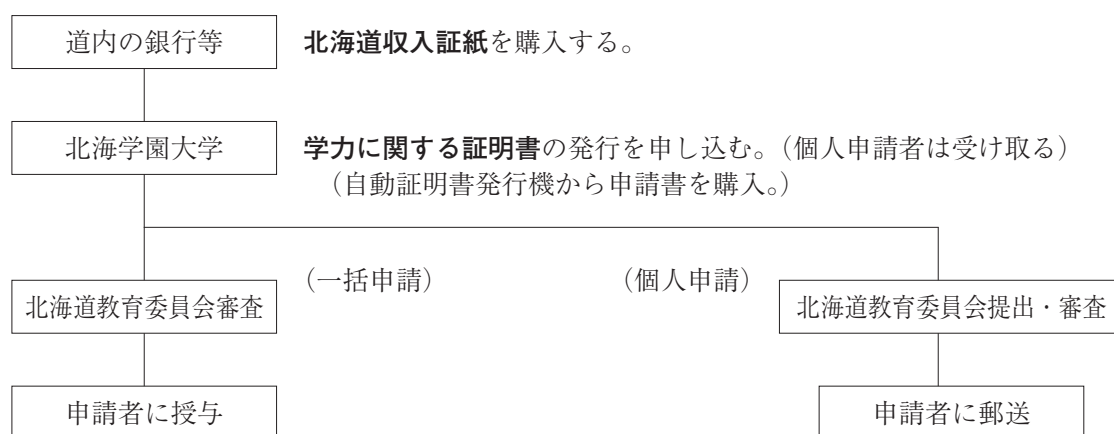 道内の銀行等
北海道収入証紙を購入する。
北海学園大学
学力に関する証明書の発行を申し込む。（個人申請者は受け取る）
（自動証明書発行機から申請書を購入。）
（一括申請）
（個人申請）
北海道教育委員会審査
北海道教育委員会提出・審査
申請者に授与
申請者に郵送